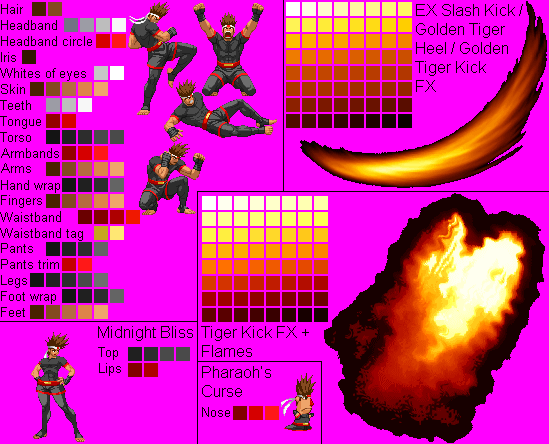 Hair
Headband
Headband circle
Iris
Whites of eyes
Skin
Teeth
Tongue
Torso
Armbands
Arms
Hand wrap
Fingers
Waistband
Waistband tag
Pants
Pants trim
Legs
Foot wrap
Feet
EX Slash Kick /
Golden Tiger
Heel / Golden
Tiger Kick
FX
Midnight Bliss
Top
Lips
Tiger Kick FX +
Flames
Pharaoh's
Curse
Nose